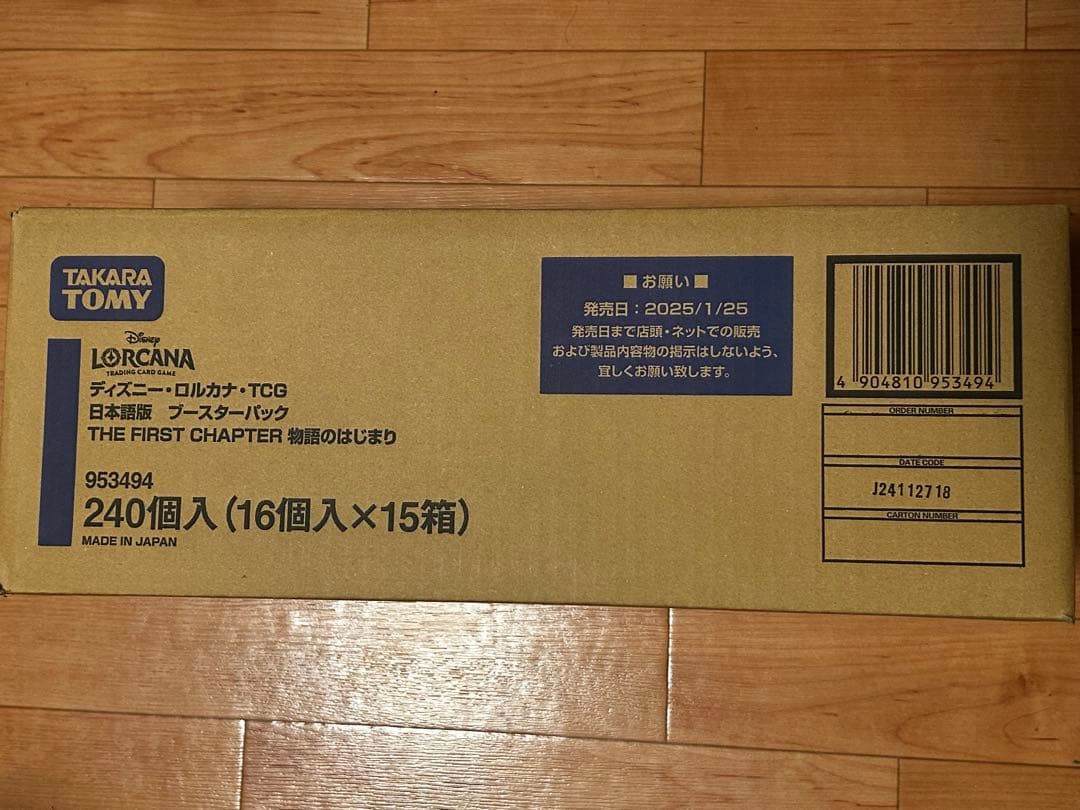 TAKARA
TOMY
Disney
LORCANA
TRADING CARD GAME
ディズニー・ロルカナ・TCG
日本語版 ブースターパック
THE FIRST CHAPTER 物語のはじまり
953494
240個入(16個入×15箱)
MADE IN JAPAN
■お願い■
発売日:2025/1/25
発売日まで店頭・ネットでの販売
および製品内容物の掲示はしないよう、
宜しくお願い致します。
4 904810 953494
ORDER NUMBER
DATE CODE
J24112718
CARTON NUMBER